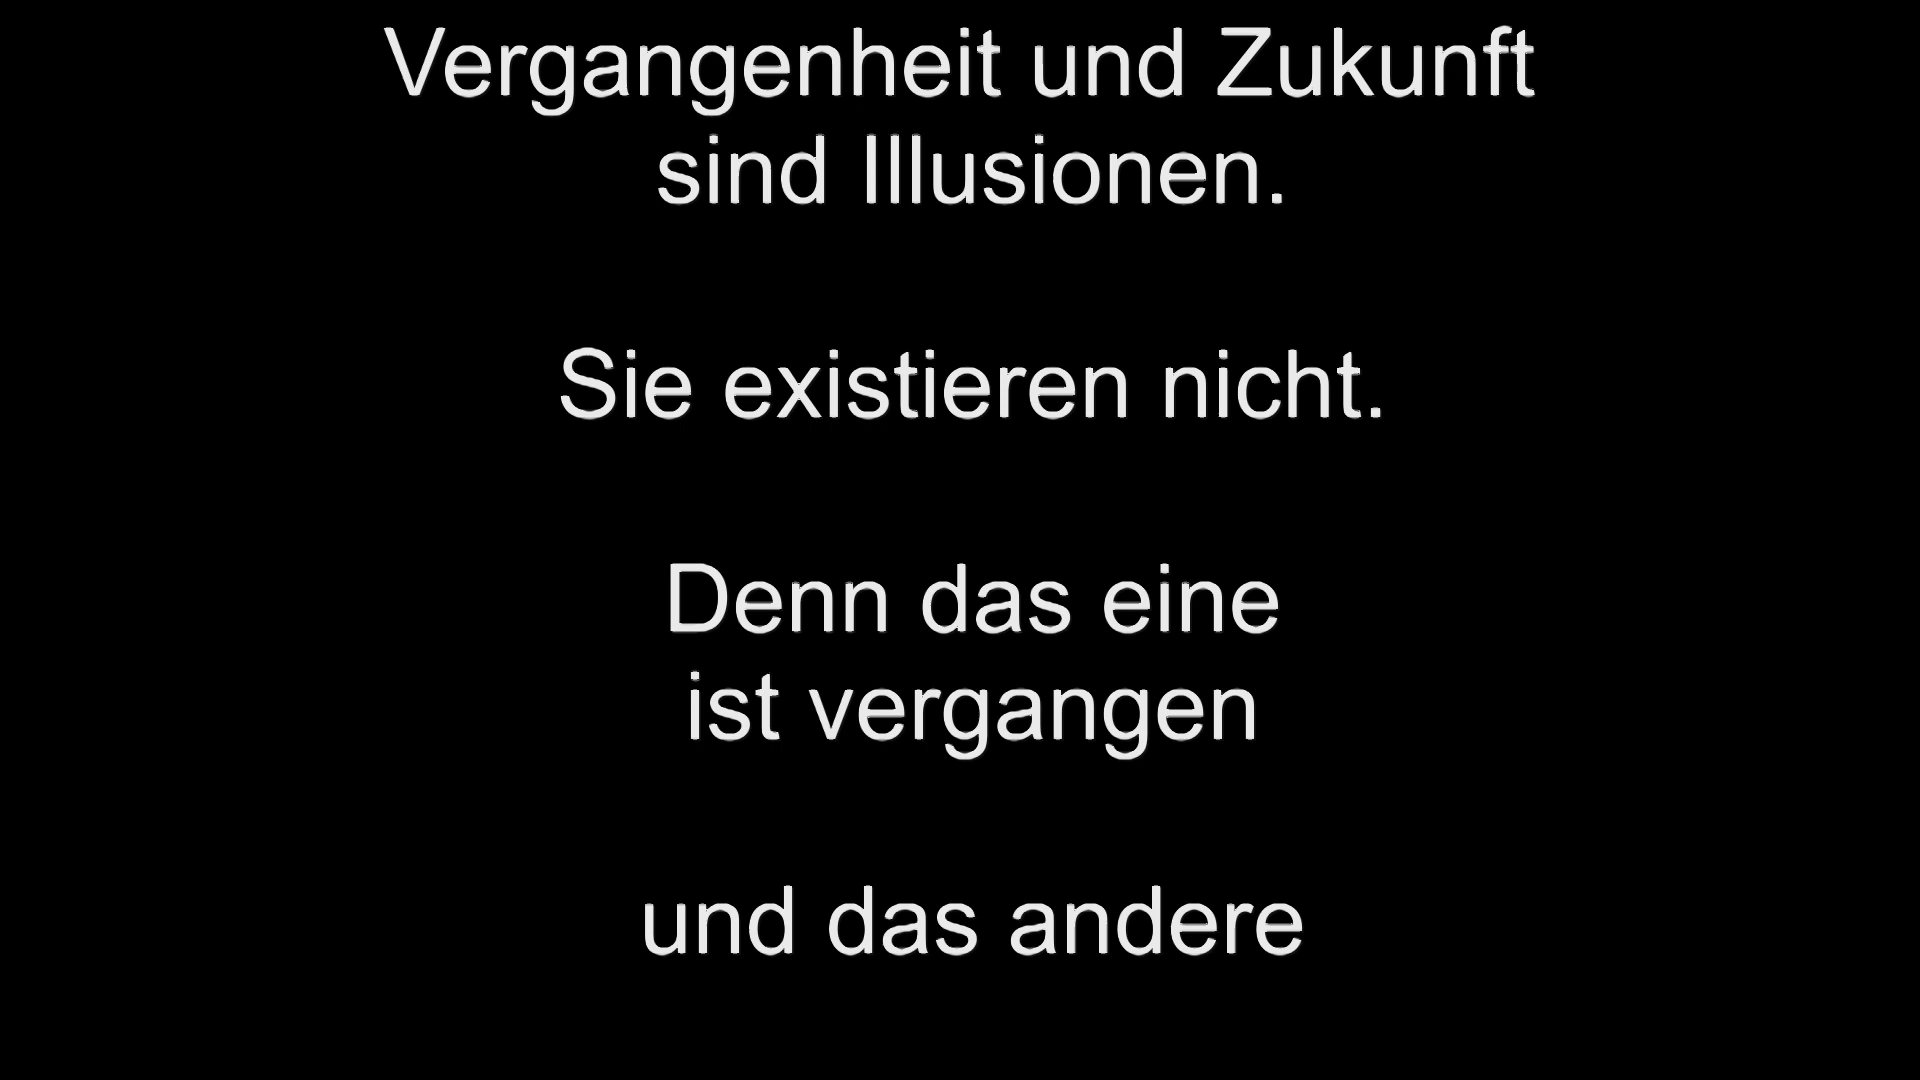 Vergangenheit und Zukunft
sind Illusionen.
Sie existieren nicht.
Denn das eine
ist vergangen
und das andere